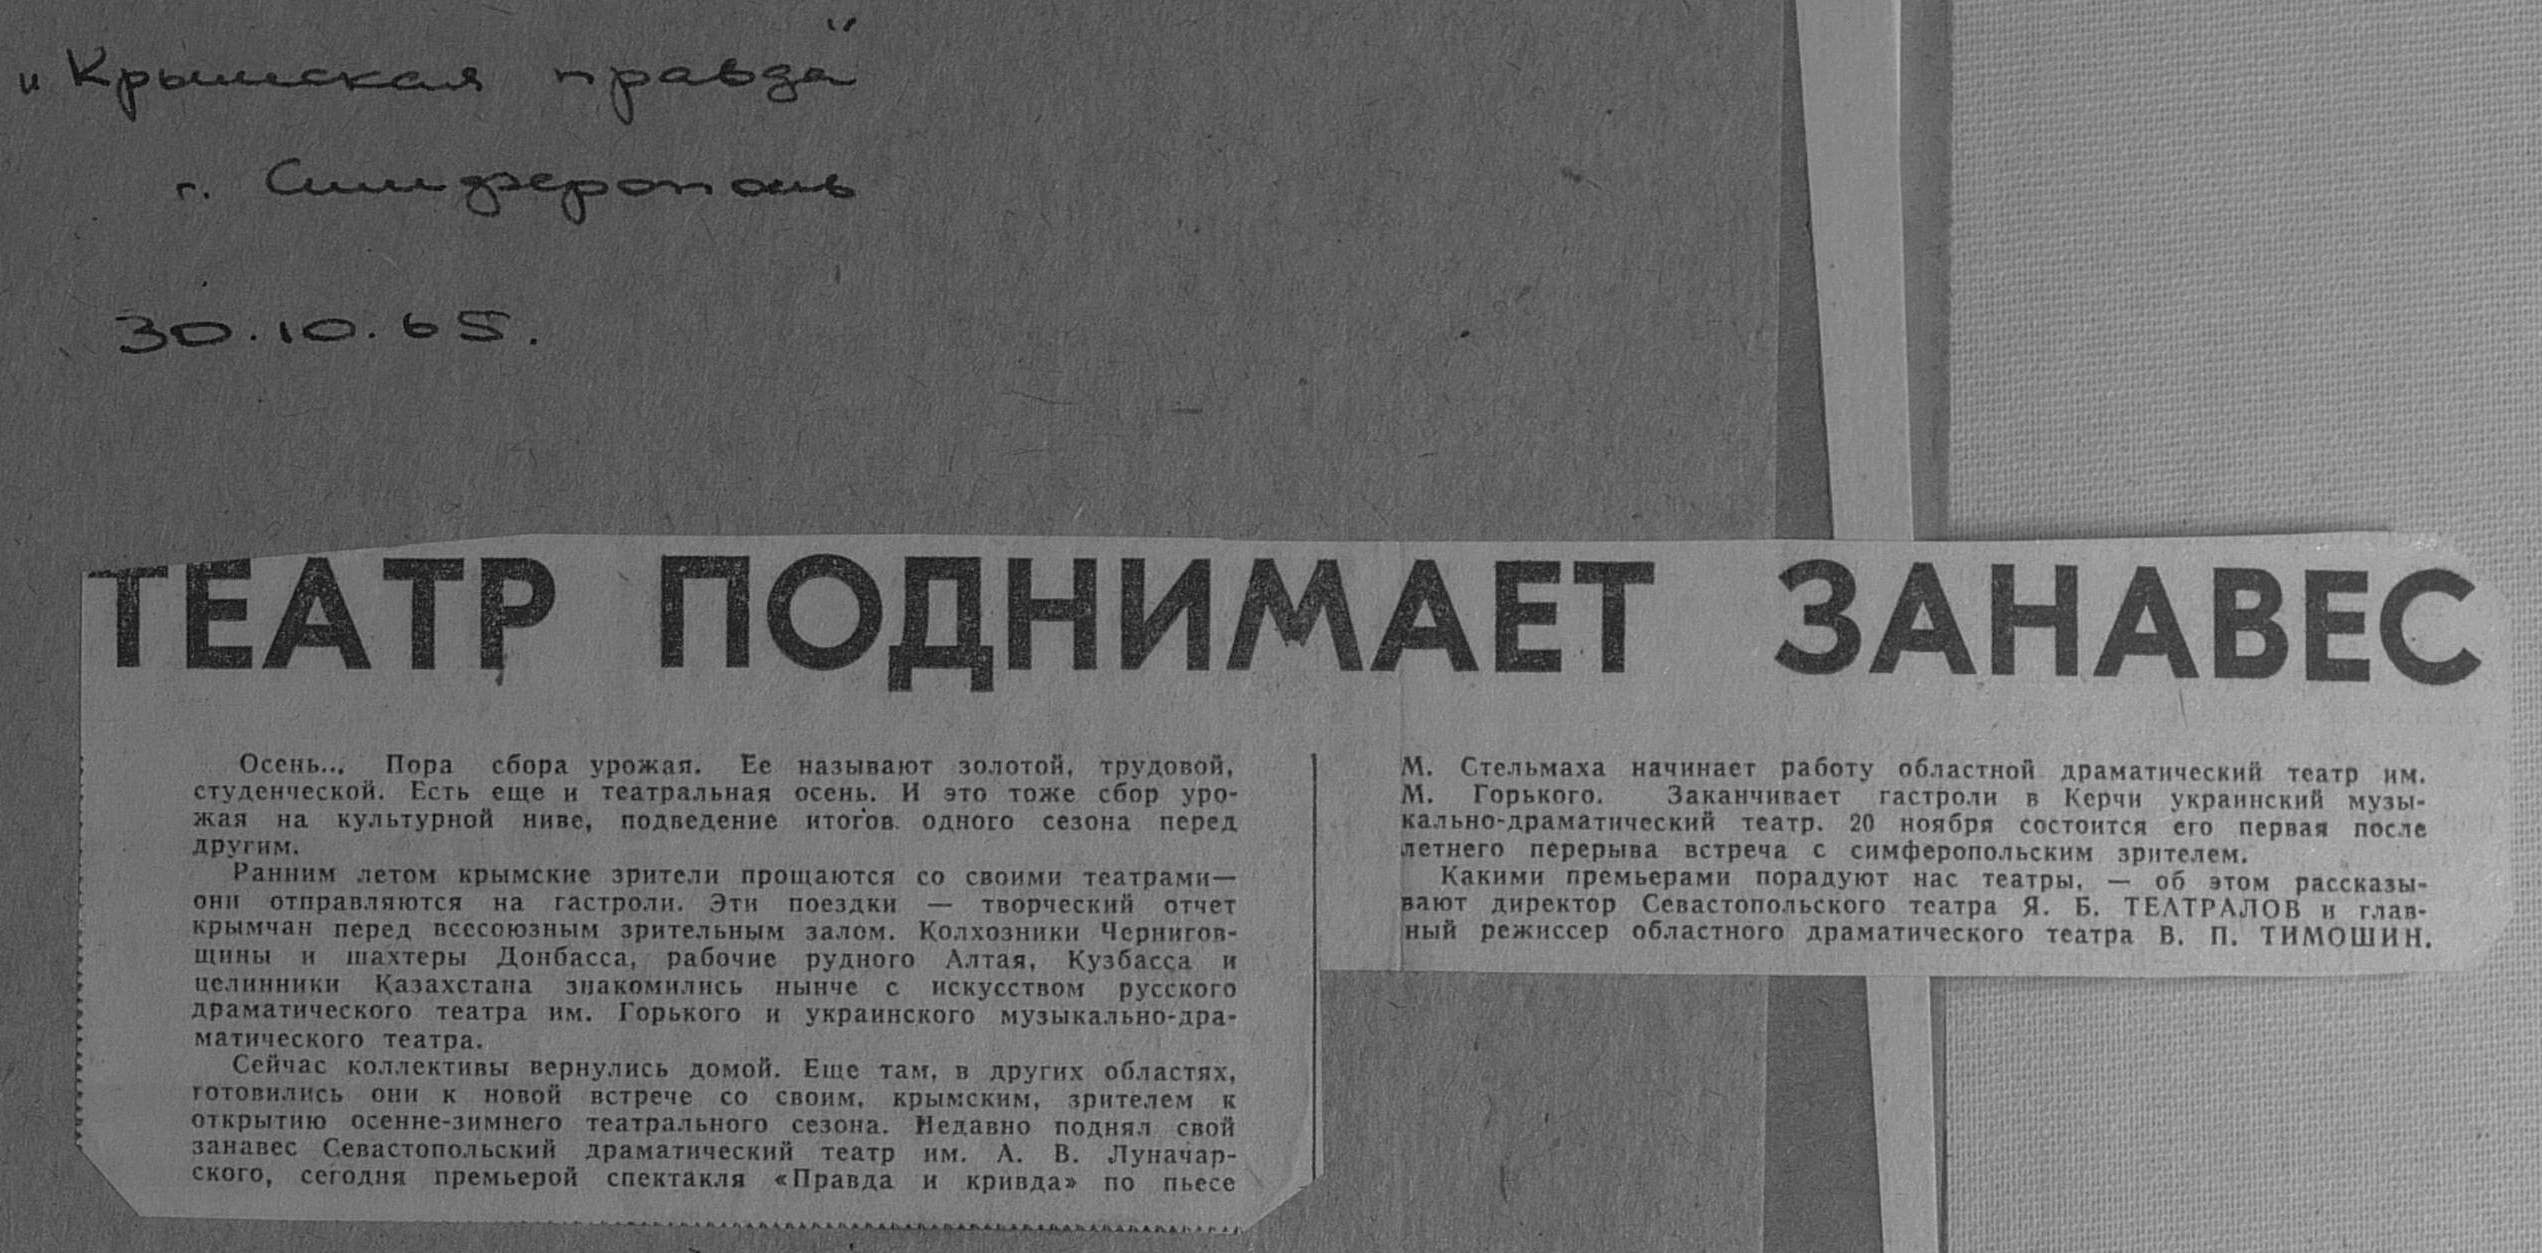 „Крымская правда"
г. Симферополь
30.10.65.
ТЕАТР ПОДНИМАЕТ ЗАНАВЕС
Осень... Пора сбора урожая. Ее называют золотой, трудовой,
студенческой. Есть еще и театральная осень. И это тоже сбор уро-
жая на культурной ниве, подведение итогов одного сезона перед
другим.
Ранним летом крымские зрители прощаются со своими театрами—
они отправляются на гастроли. Эти поездки — творческий отчет
крымчан перед всесоюзным зрительным залом. Колхозники Чернигов-
щины и шахтеры Донбасса, рабочие рудного Алтая, Кузбасса и
целинники Казахстана знакомились нынче с искусством русского
драматического театра им. Горького и украинского музыкально-дра-
матического театра.
Сейчас коллективы вернулись домой. Еще там, в других областях,
готовились они к новой встрече со своим, крымским, зрителем к
открытию осенне-зимнего театрального сезона. Недавно поднял свой
занавес Севастопольский драматический театр им. А. В. Луначар-
ского, сегодня премьерой спектакля «Правда и кривда» по пьесе
М. Стельмаха начинает работу областной драматический театр им.
М. Горького. Заканчивает гастроли в Керчи украинский музы-
кально-драматический театр. 20 ноября состоится его первая после
летнего перерыва встреча с симферопольским зрителем.
Какими премьерами порадуют нас театры, — об этом рассказы-
вают директор Севастопольского театра Я. Б. ТЕАТРАЛОВ и глав-
ный режиссер областного драматического театра В. П. ТИМОШИН.